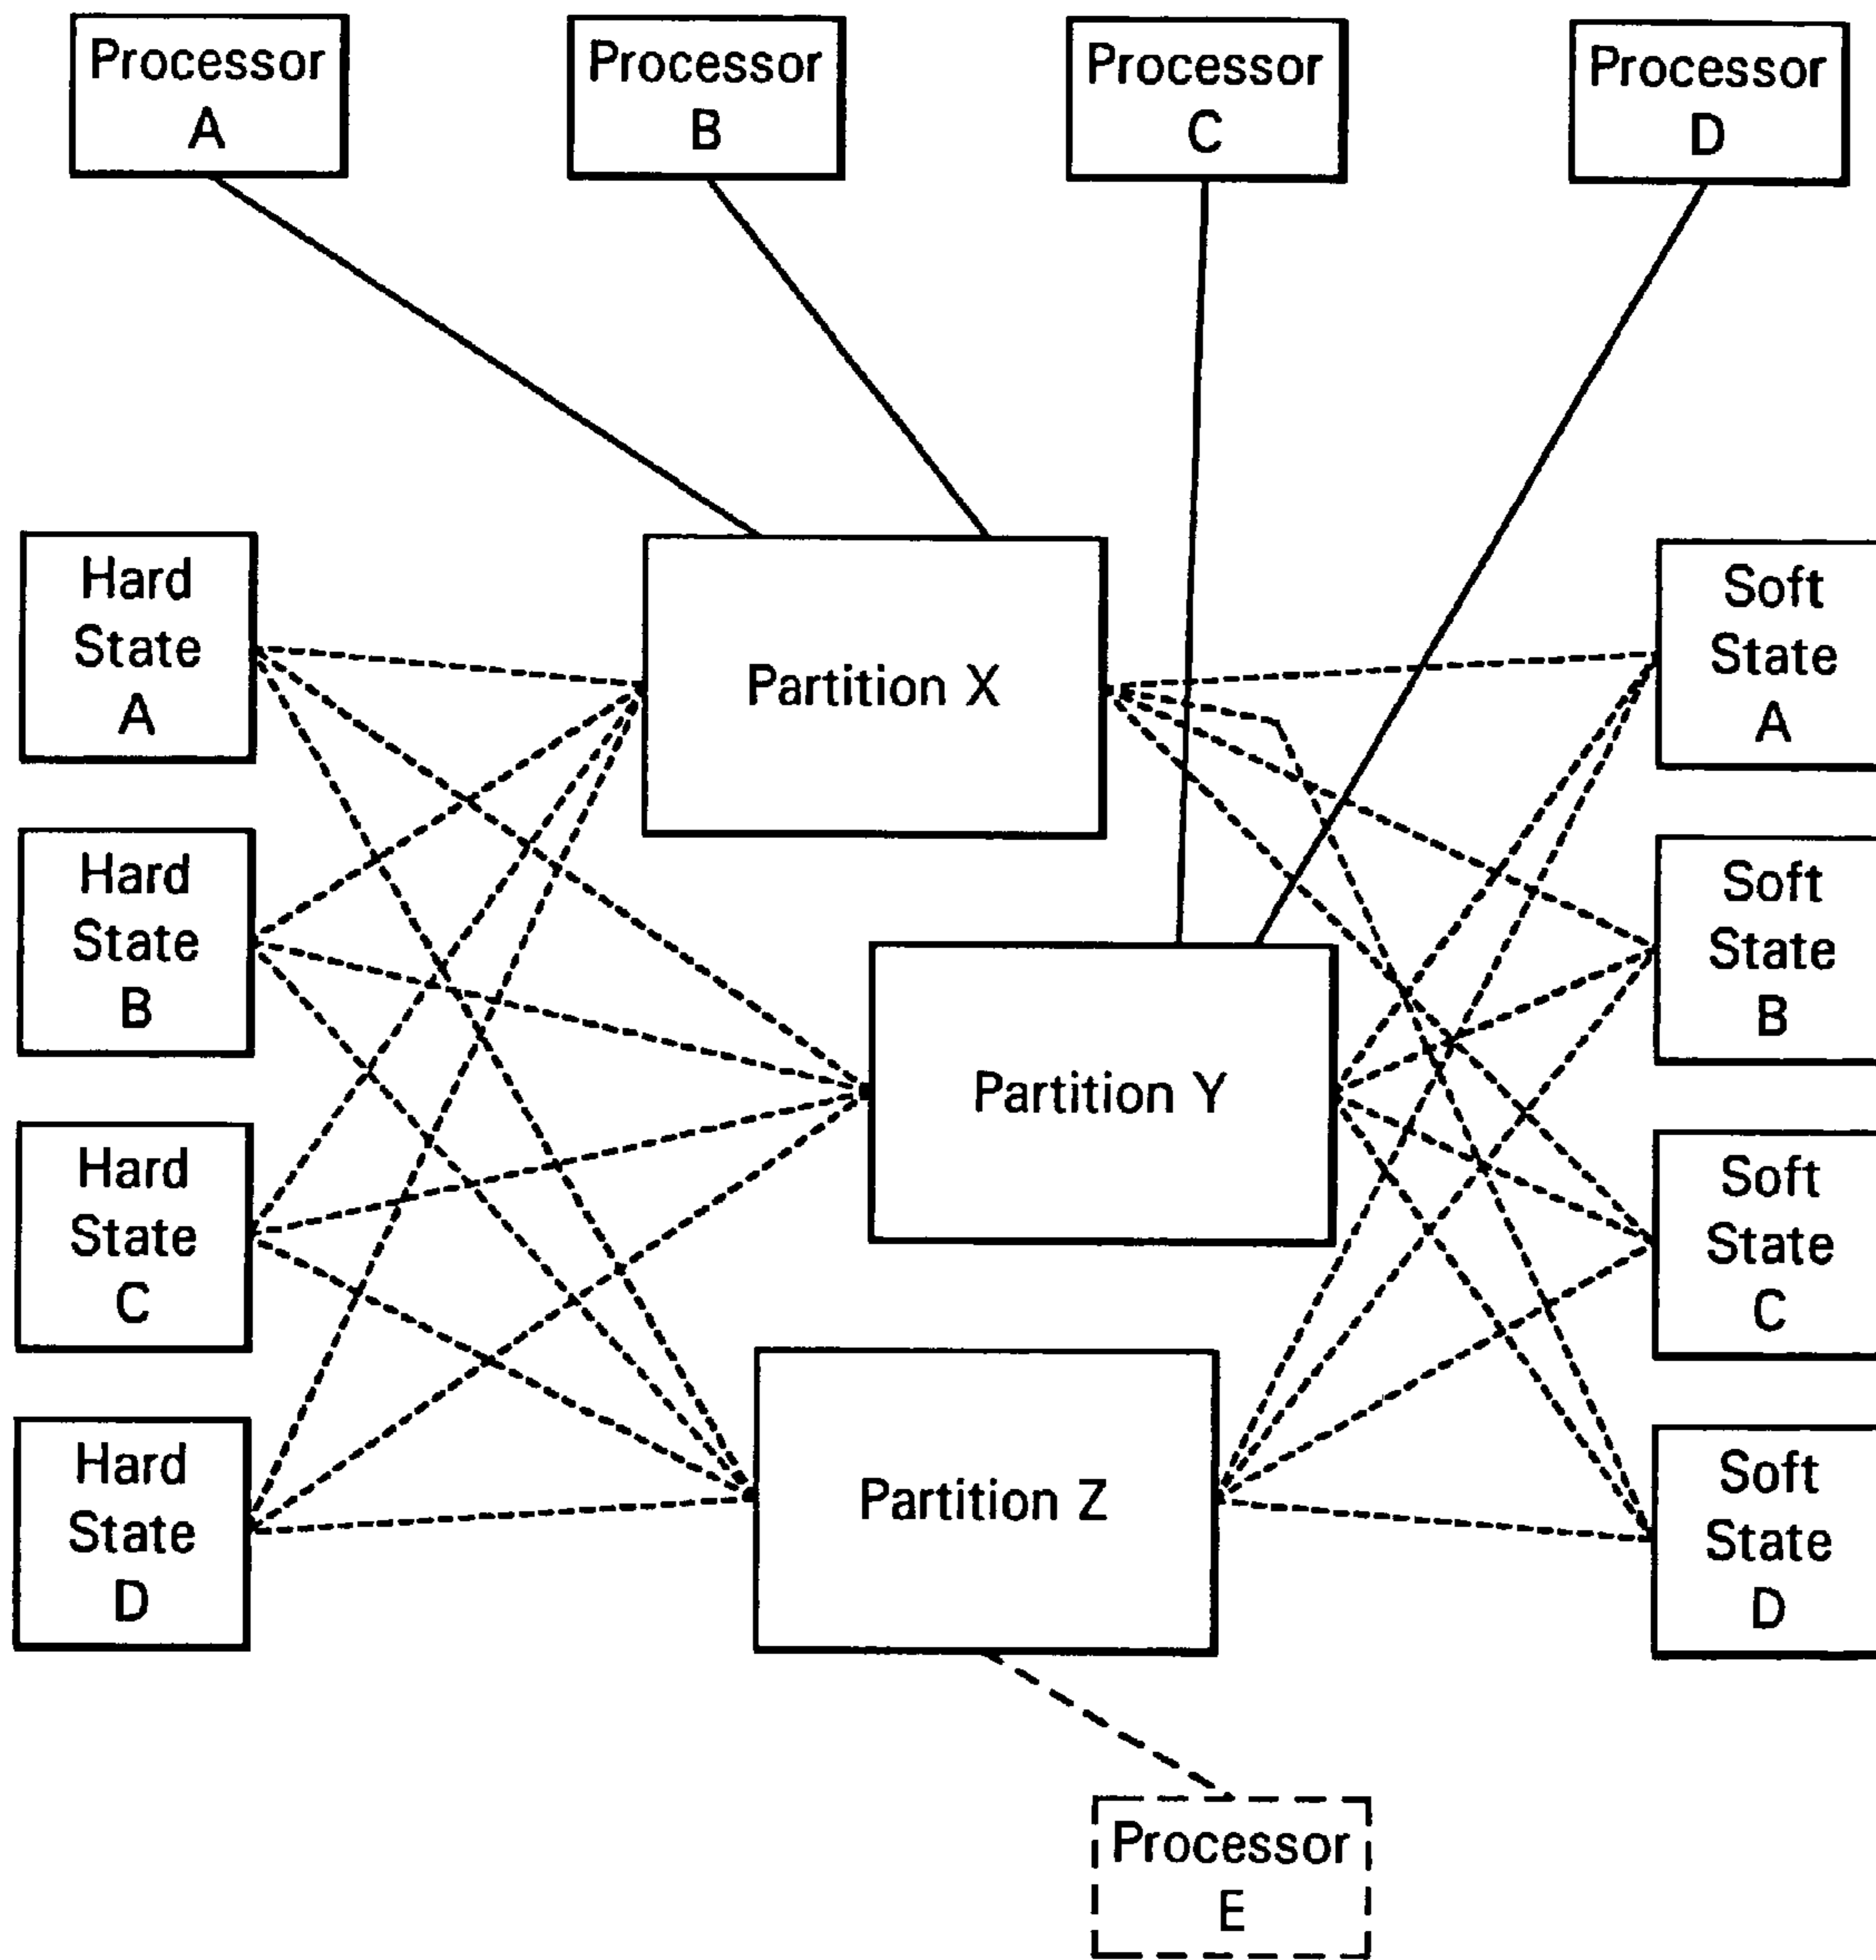 Processor
A
Processor
B
Processor
C
Processor
D
Hard
State
A
Partition X
Soft
State
A
Hard
State
B
Soft
State
B
Partition Y
Hard
State
C
Soft
State
C
Hard
State
D
Partition Z
Soft
State
D
Processor
E